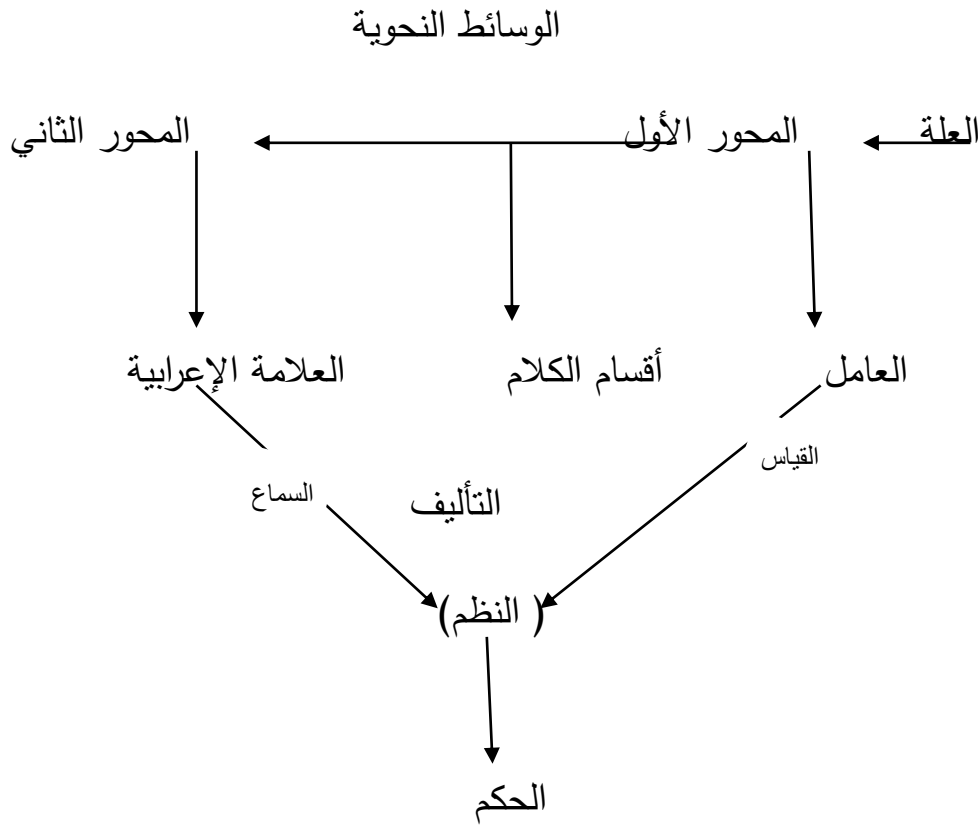 الوسائط النحوية
العلة المحور الأول المحور الثاني
العامل أقسام الكلام العلامة الإعرابية
القياس
السماع
التأليف
( النظم)
الحكم